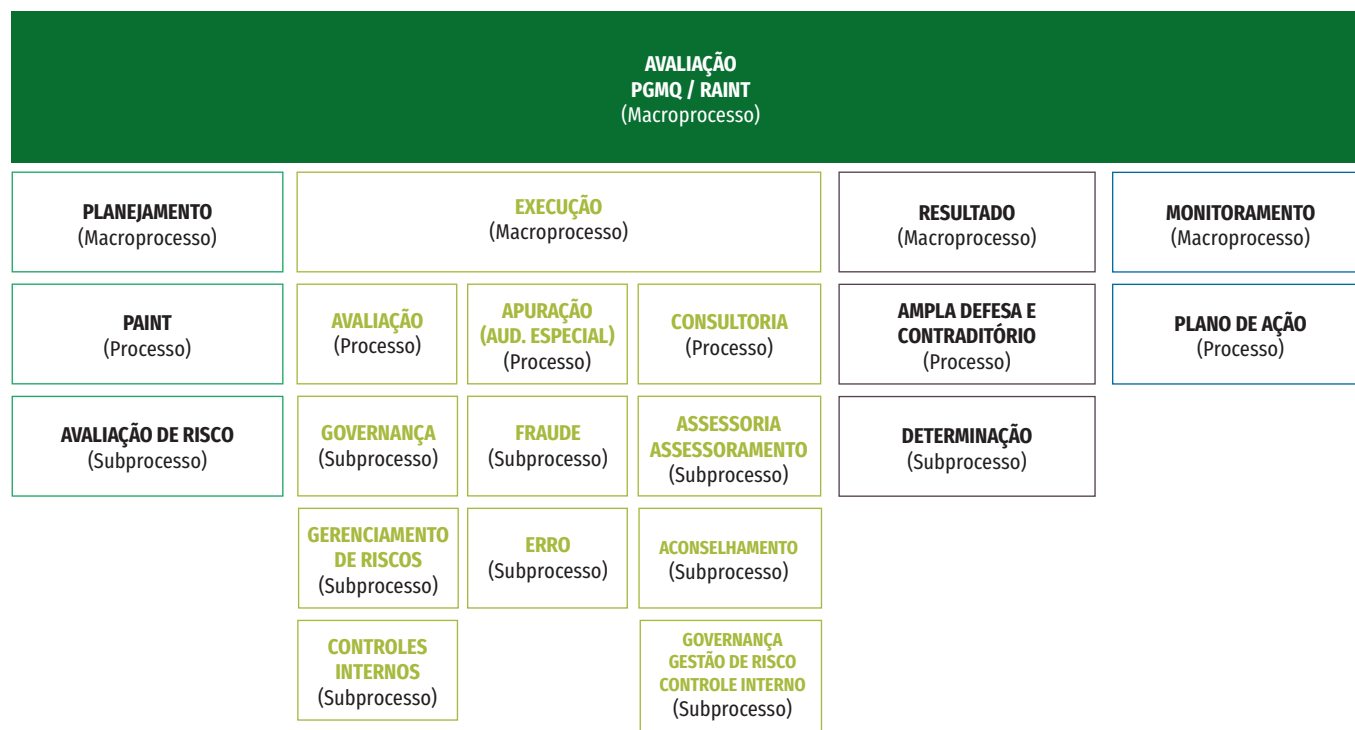 AVALIAÇÃO
PGMQ / RAINT
(Macroprocesso)
PLANEJAMENTO
(Macroprocesso)
EXECUÇÃO
(Macroprocesso)
RESULTADO
(Macroprocesso)
MONITORAMENTO
(Macroprocesso)
PAINT
(Processo)
AVALIAÇÃO
(Processo)
APURAÇÃO
(AUD. ESPECIAL)
(Processo)
CONSULTORIA
(Processo)
AMPLA DEFESA E
CONTRADITÓRIO
(Processo)
PLANO DE AÇÃO
(Processo)
AVALIAÇÃO DE RISCO
(Subprocesso)
GOVERNANÇA
(Subprocesso)
FRAUDE
(Subprocesso)
ASSESSORIA
ASSESSORAMENTO
(Subprocesso)
DETERMINAÇÃO
(Subprocesso)
GERENCIAMENTO
DE RISCOS
(Subprocesso)
ERRO
(Subprocesso)
ACONSELHAMENTO
(Subprocesso)
CONTROLES
INTERNOS
(Subprocesso)
GOVERNANÇA
GESTÃO DE RISCO
CONTROLE INTERNO
(Subprocesso)